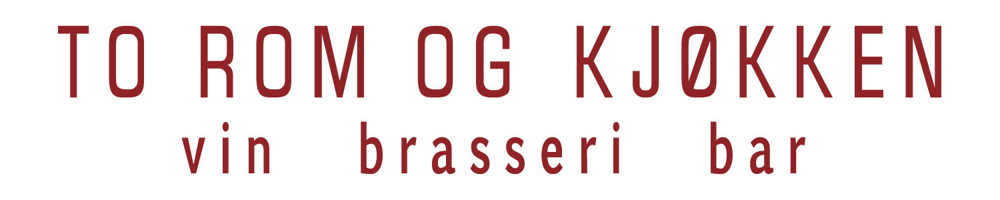 TO ROM OG KJØKKEN
vin brasseri bar